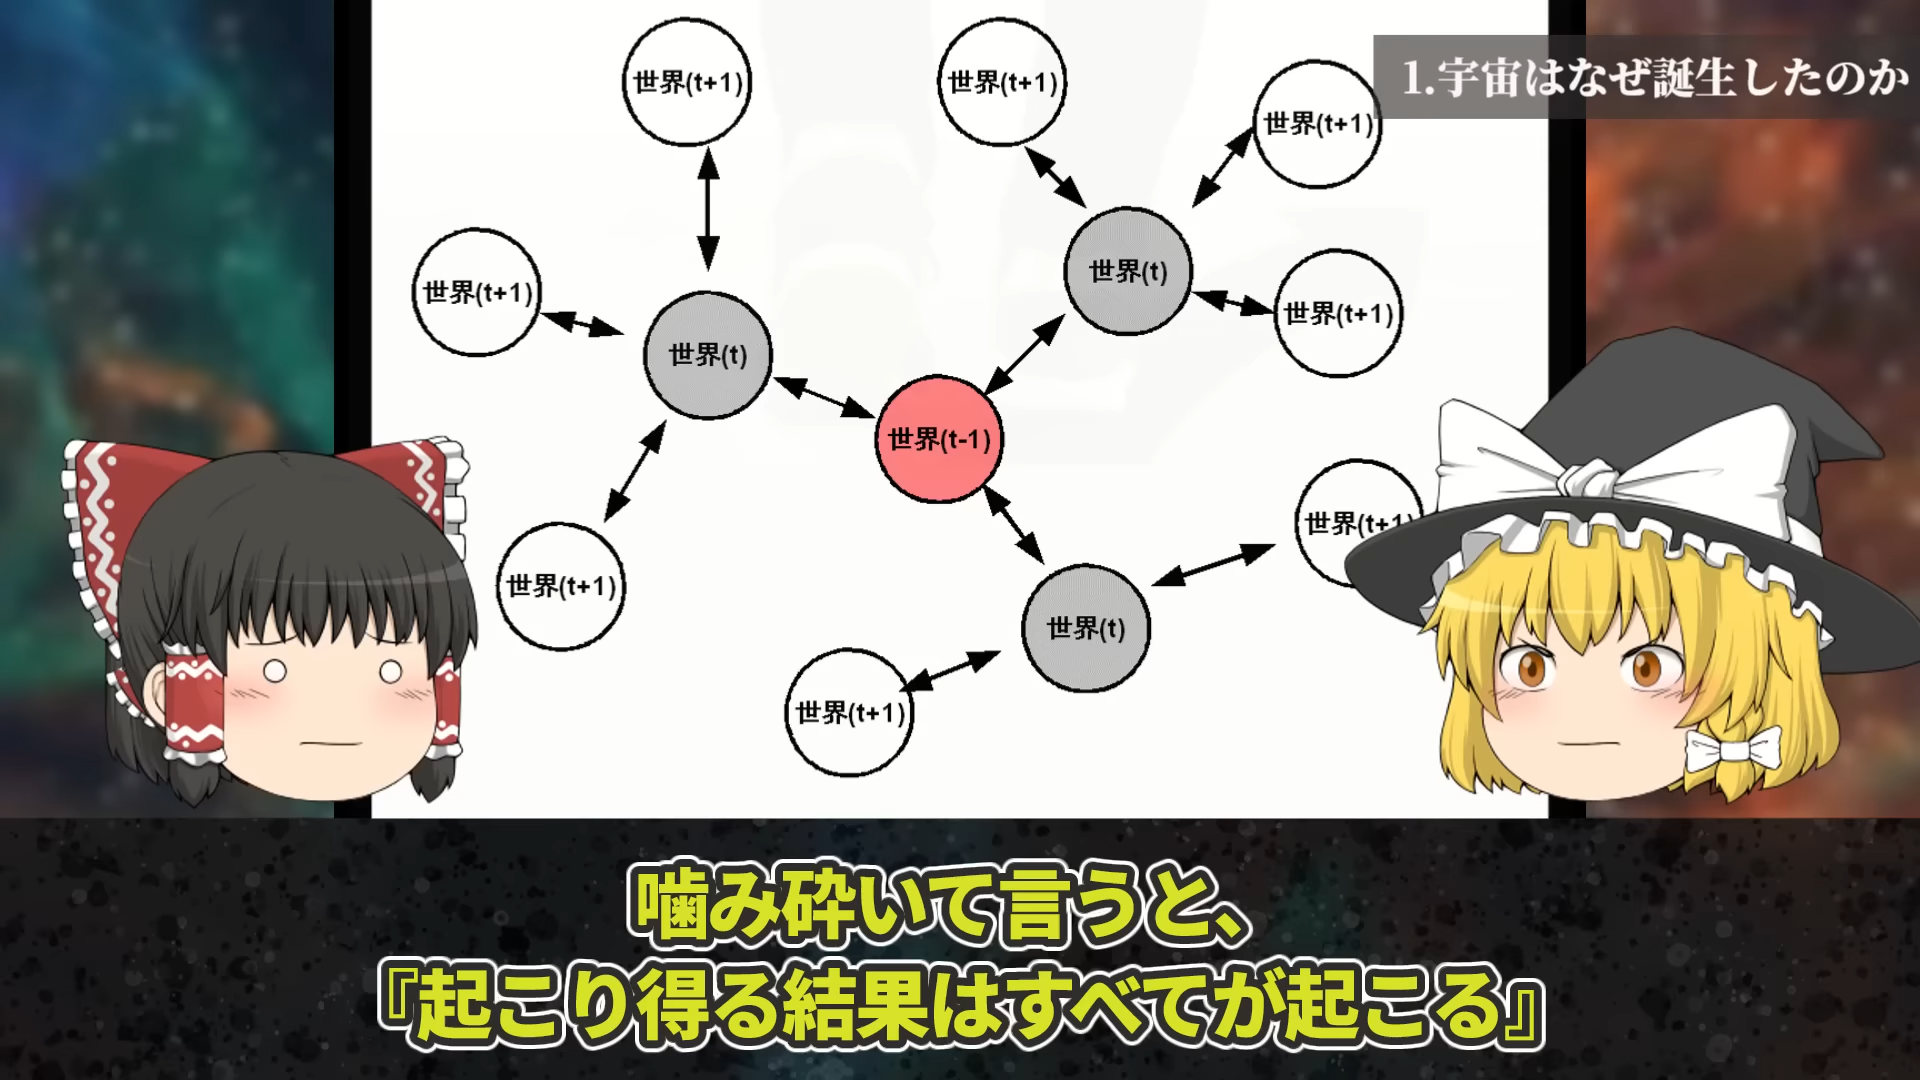 1.宇宙はなぜ誕生したのか
世界(t+1)
世界(t+1)
世界(t+1)
世界(t)
世界(t+1)
世界(t+1)
世界(t)
世界(t-1)
世界(t+1)
世界(t+1)
世界(t)
世界(t+1)
噛み砕いて言うと、
『起こり得る結果はすべてが起こる』